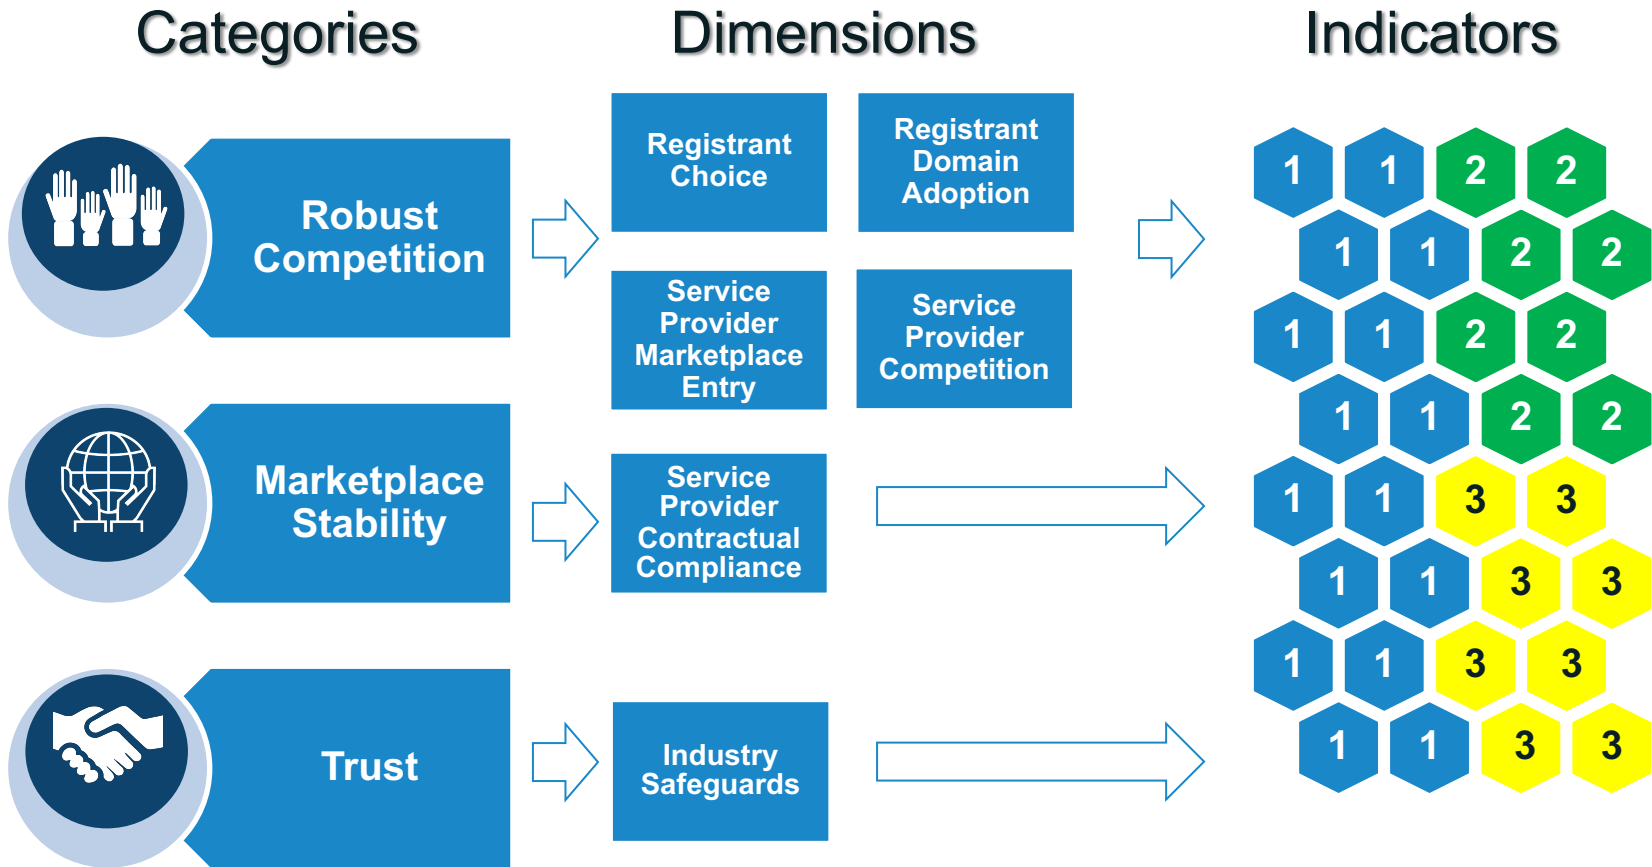 Categories
Dimensions
Indicators
Robust
Competition
Registrant
Choice
Registrant
Domain
Adoption
Service
Provider
Marketplace
Entry
Service
Provider
Competition
Marketplace
Stability
Service
Provider
Contractual
Compliance
Trust
Industry
Safeguards
1 1 2 2
1 1 2 2
1 1 2 2
1 1 2 2
1 1 3 3
1 1 3 3
1 1 3 3
1 1 3 3